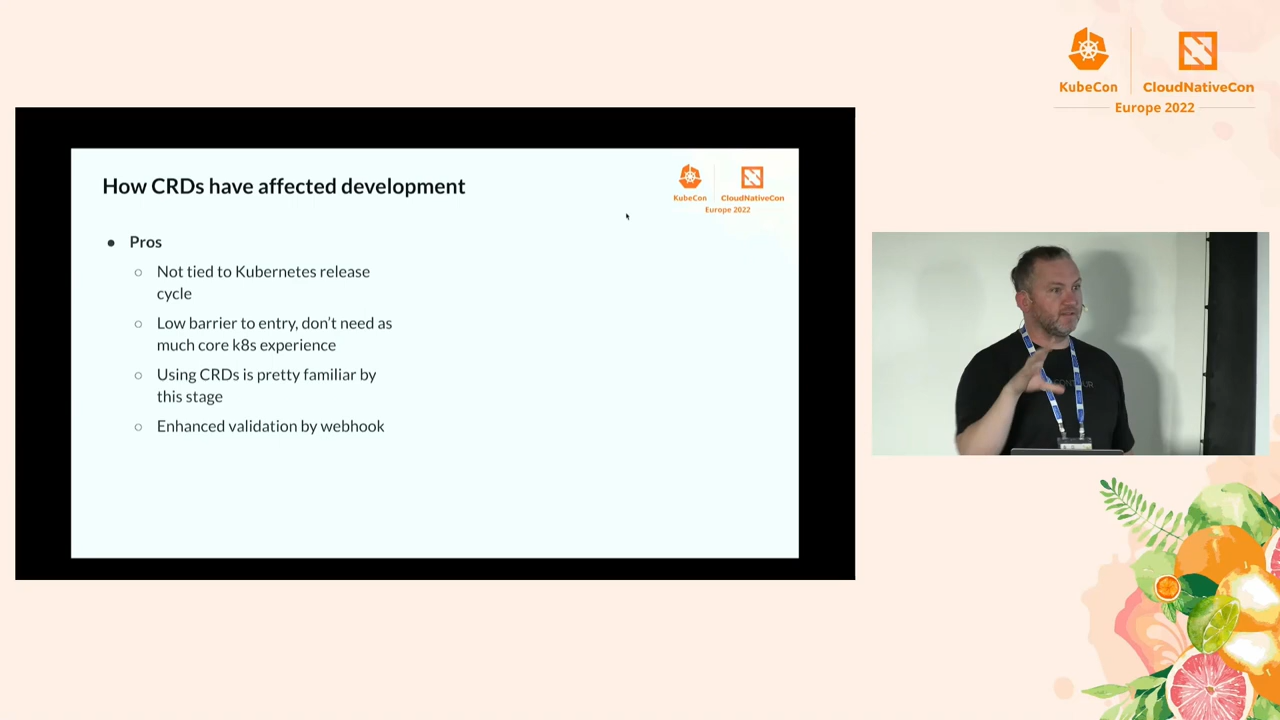 KubeCon
CloudNativeCon
Europe 2022
How CRDs have affected development
KubeCon
CloudNativeCon
Europe 2022
Pros
Not tied to Kubernetes release
cycle
Low barrier to entry, don't need as
much core k8s experience
Using CRDs is pretty familiar by
this stage
Enhanced validation by webhook